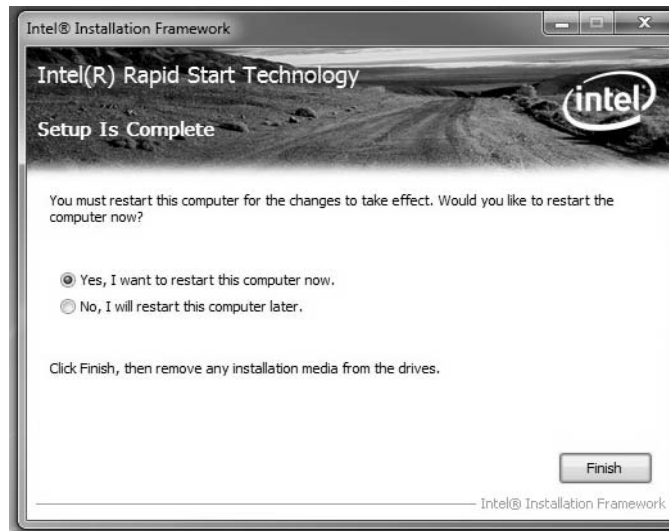 Intel® Installation Framework
Intel(R) Rapid Start Technology
intel
Setup Is Complete
You must restart this computer for the changes to take effect. Would you like to restart the
computer now?
Yes, I want to restart this computer now.
No, I will restart this computer later.
Click Finish, then remove any installation media from the drives.
Finish
Intel® Installation Framework